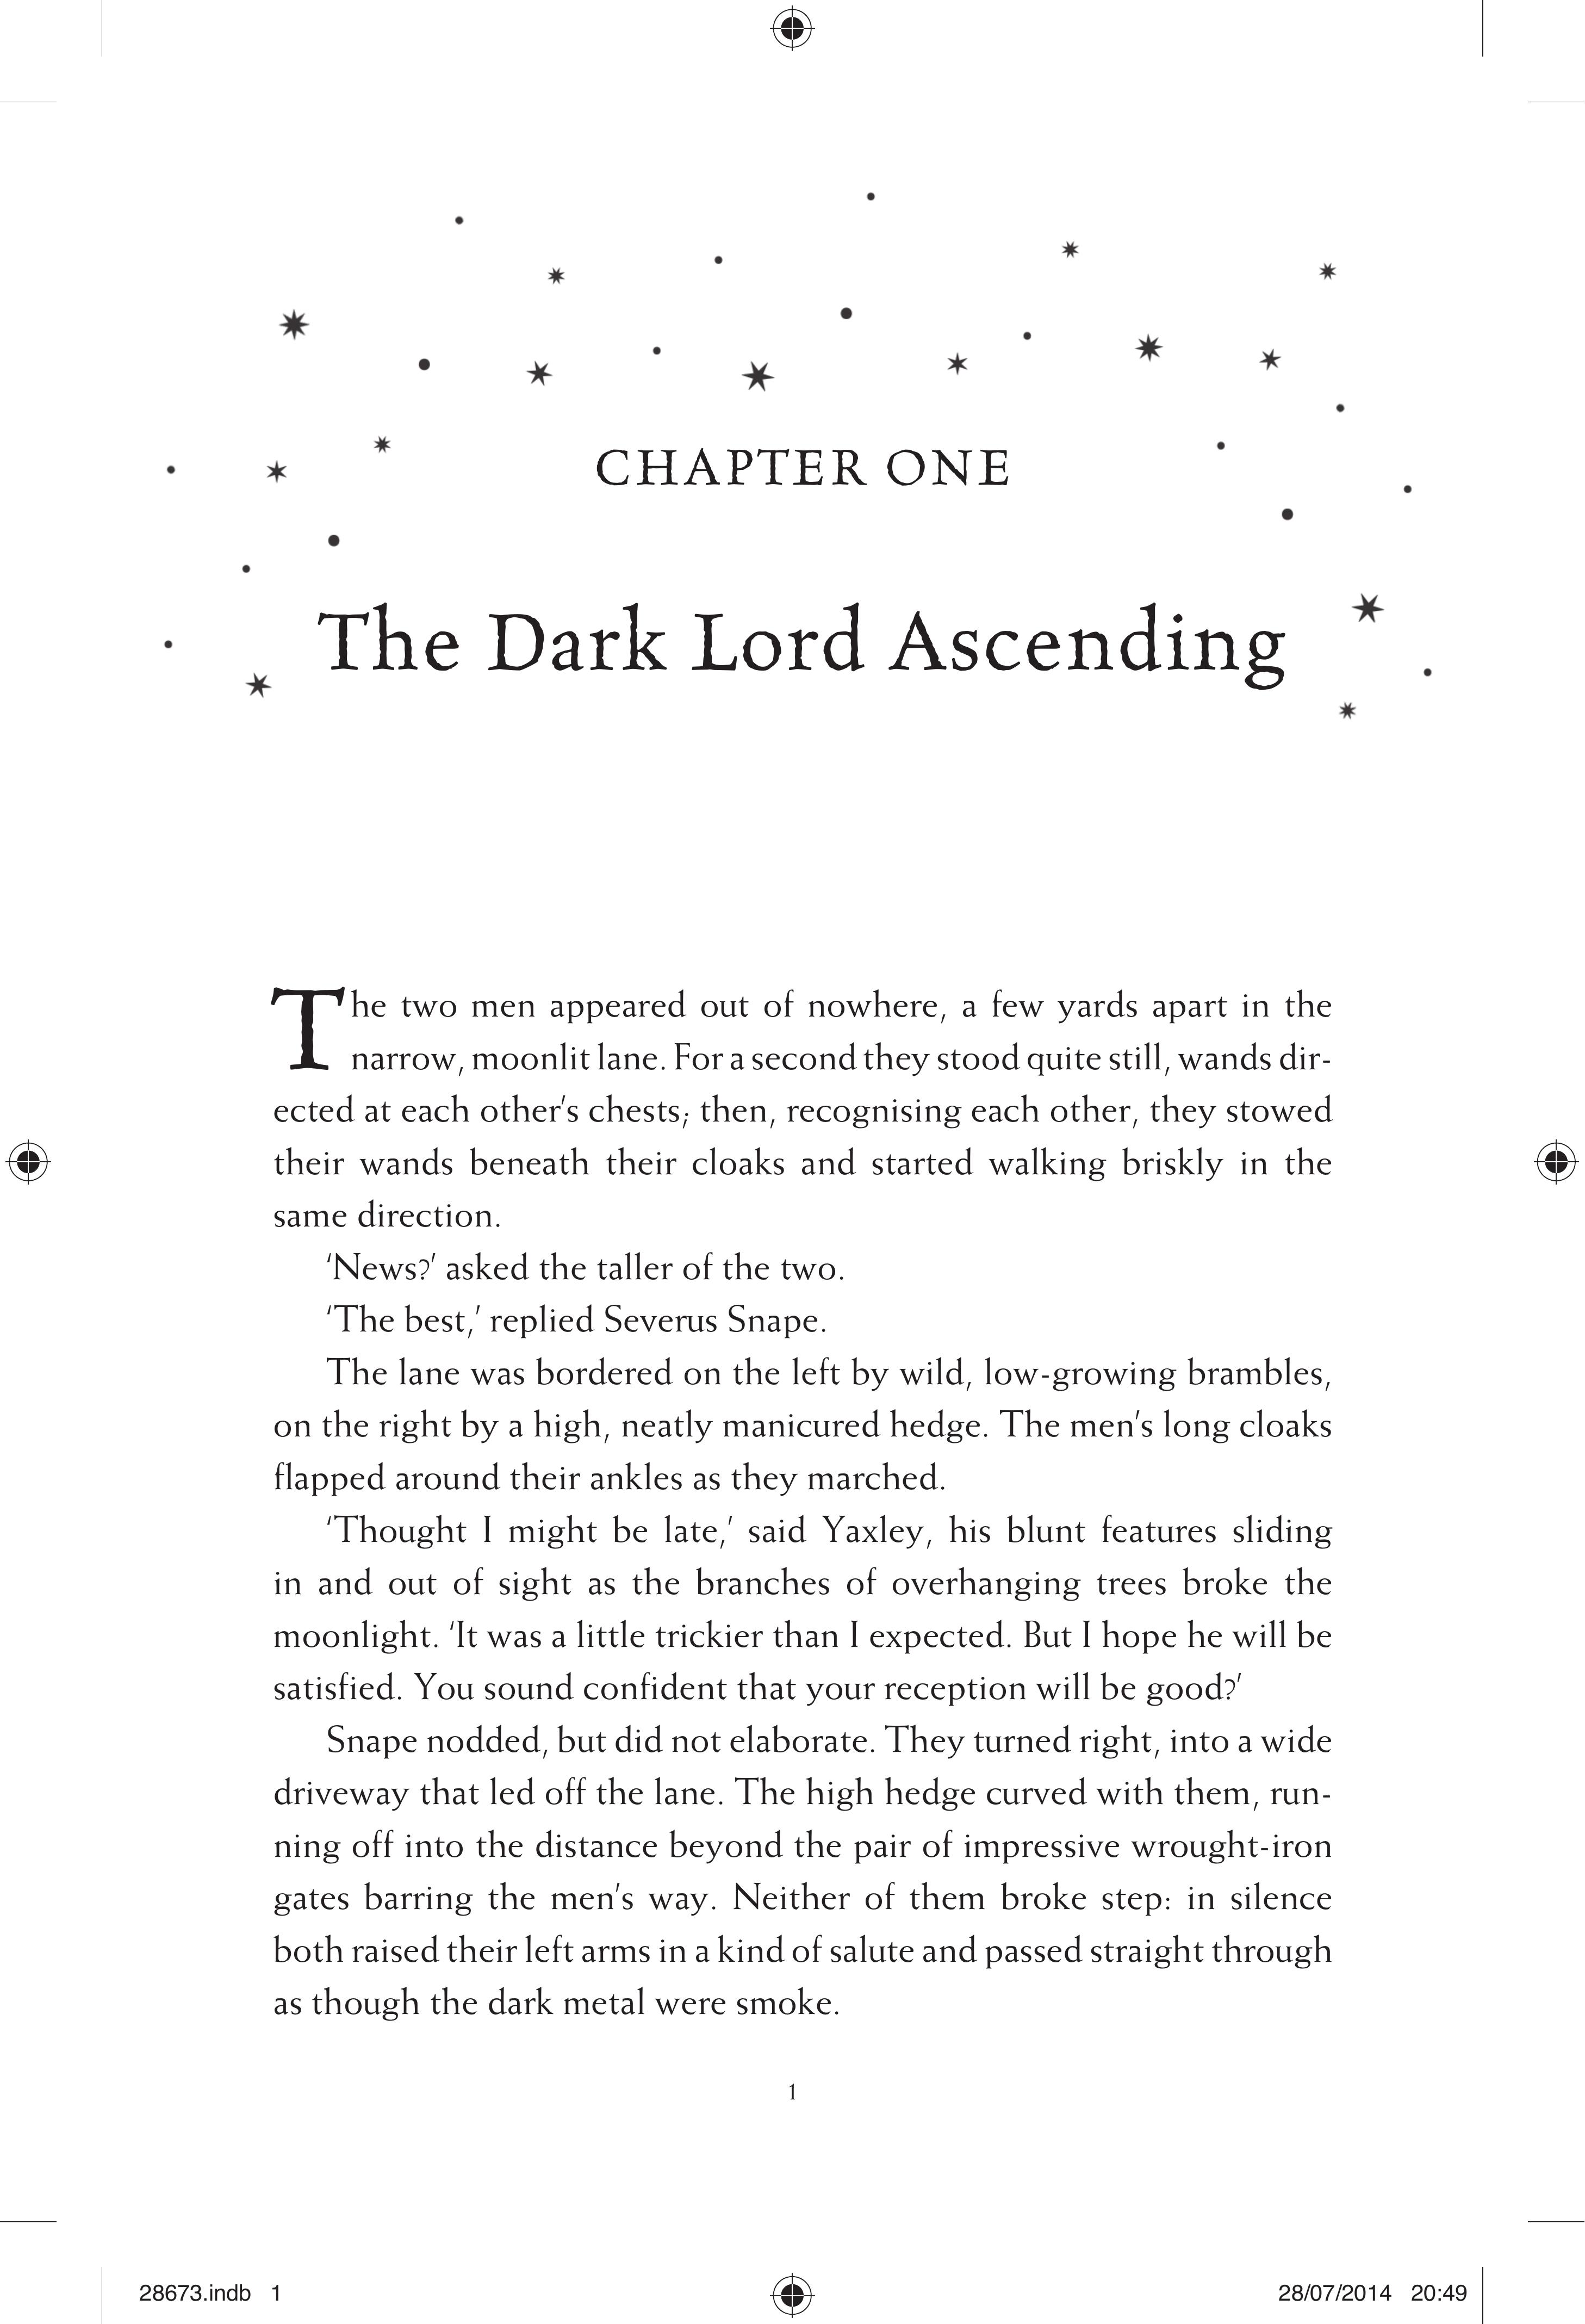 CHAPTER ONE
The Dark Lord Ascending
The two men appeared out of nowhere, a few yards apart in the
narrow, moonlit lane. For a second they stood quite still, wands dir-
ected at each other’s chests; then, recognising each other, they stowed
their wands beneath their cloaks and started walking briskly in the
same direction.
‘News?’ asked the taller of the two.
‘The best,’ replied Severus Snape.
The lane was bordered on the left by wild, low-growing brambles,
on the right by a high, neatly manicured hedge. The men’s long cloaks
flapped around their ankles as they marched.
‘Thought I might be late,’ said Yaxley, his blunt features sliding
in and out of sight as the branches of overhanging trees broke the
moonlight. ‘It was a little trickier than I expected. But I hope he will be
satisfied. You sound confident that your reception will be good?’
Snape nodded, but did not elaborate. They turned right, into a wide
driveway that led off the lane. The high hedge curved with them, run-
ning off into the distance beyond the pair of impressive wrought-iron
gates barring the men’s way. Neither of them broke step: in silence
both raised their left arms in a kind of salute and passed straight through
as though the dark metal were smoke.
1
28673.indb 1
28/07/2014 20:49